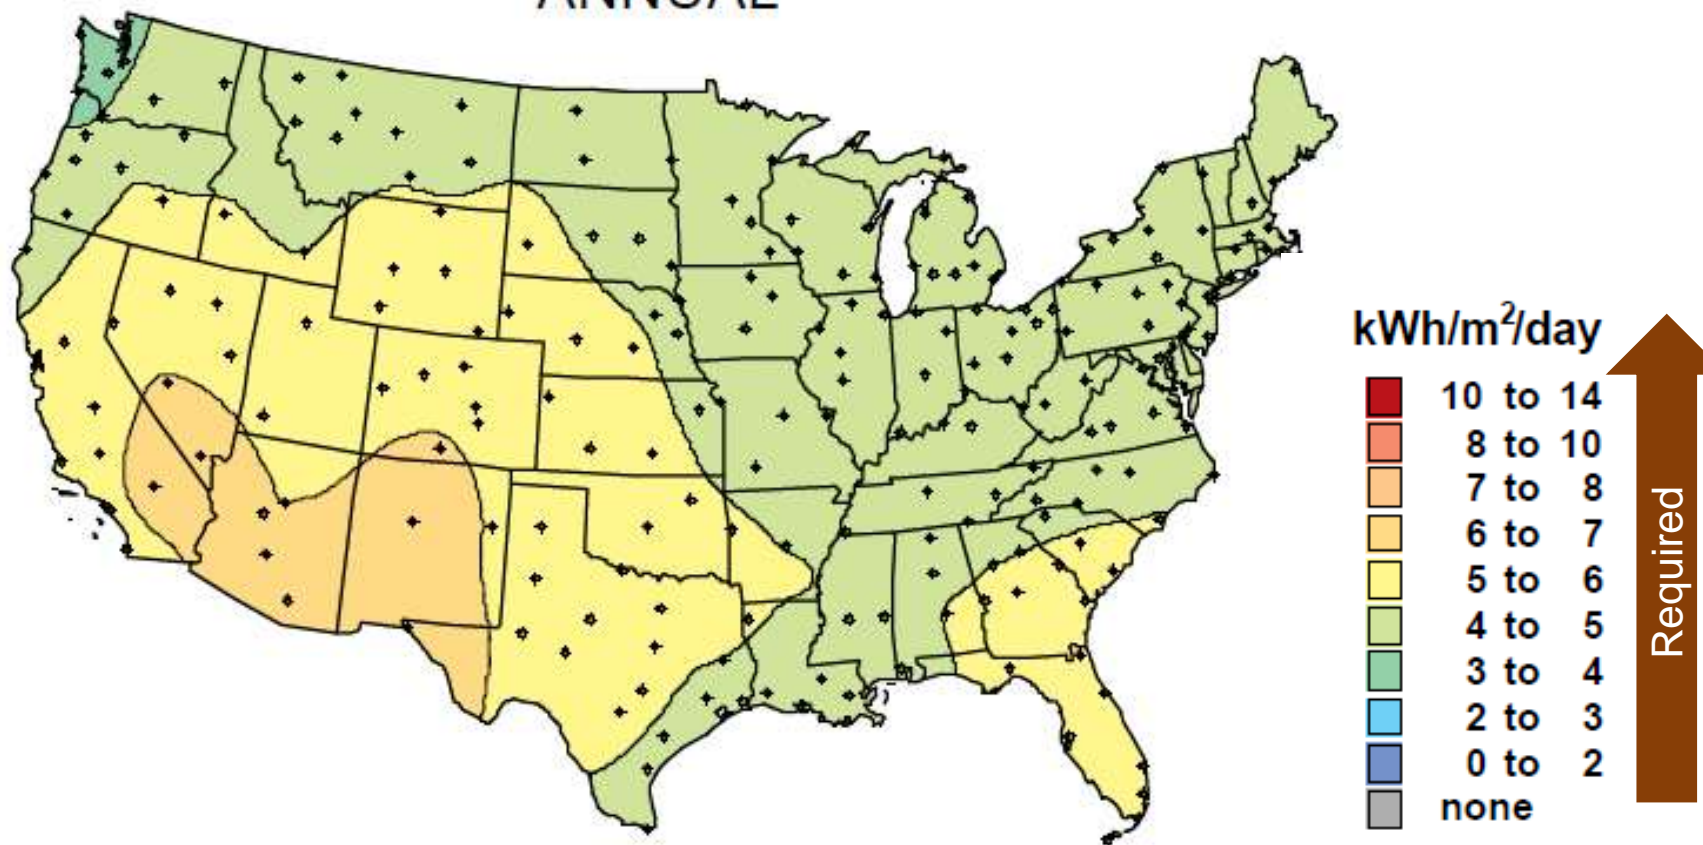 ANNUAL
kWh/m²/day
10 to 14
8 to 10
7 to 8
6 to 7
5 to 6
4 to 5
3 to 4
2 to 3
0 to 2
none
Required